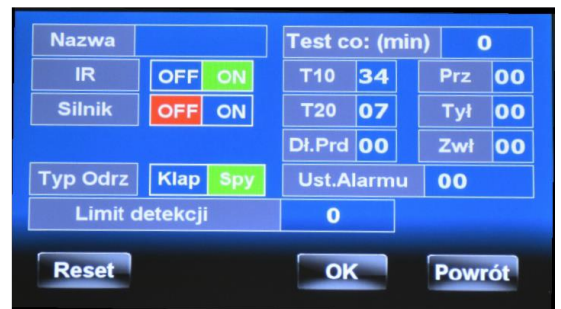 Nazwa Test co: (min) 0
IR OFF ON T10 34 Prz 00
Silnik OFF ON T20 07 Tył 00
Dł.Prd 00 Zwł 00
Typ Odrz Klap Spy Ust.Alarmu 00
Limit detekcji 0
Reset OK Powrót